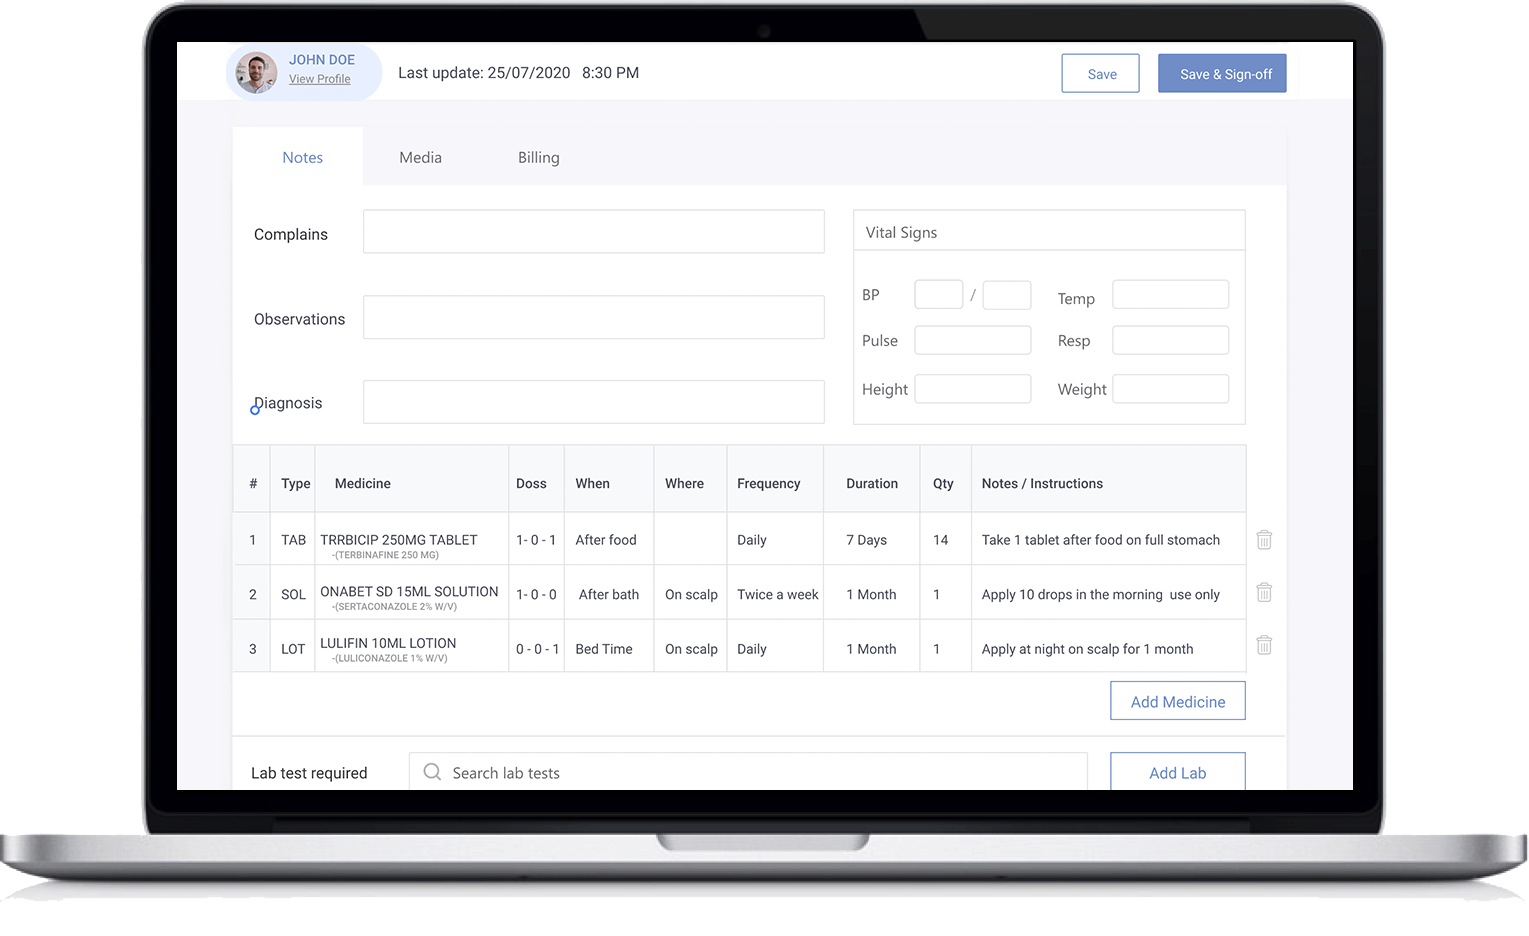 JOHN DOE
View Profile
Last update: 25/07/2020 8:30 PM
Save
Save & Sign-off
Notes
Media
Billing
Complains
Observations
Diagnosis
Vital Signs
BP / Temp
Pulse Resp
Height Weight
# Type Medicine Doss When Where Frequency Duration Qty Notes / Instructions
1 TAB TRRBICIP 250MG TABLET 1- 0 - 1 After food Daily 7 Days 14 Take 1 tablet after food on full stomach
-(TERBINAFINE 250 MG)
2 SOL ONABET SD 15ML SOLUTION 1- 0 - 0 After bath On scalp Twice a week 1 Month 1 Apply 10 drops in the morning use only
-(SERTACONAZOLE 2% W/V)
3 LOT LULIFIN 10ML LOTION 0 - 0 - 1 Bed Time On scalp Daily 1 Month 1 Apply at night on scalp for 1 month
-(LULICONAZOLE 1% W/V)
Add Medicine
Lab test required
Search lab tests
Add Lab